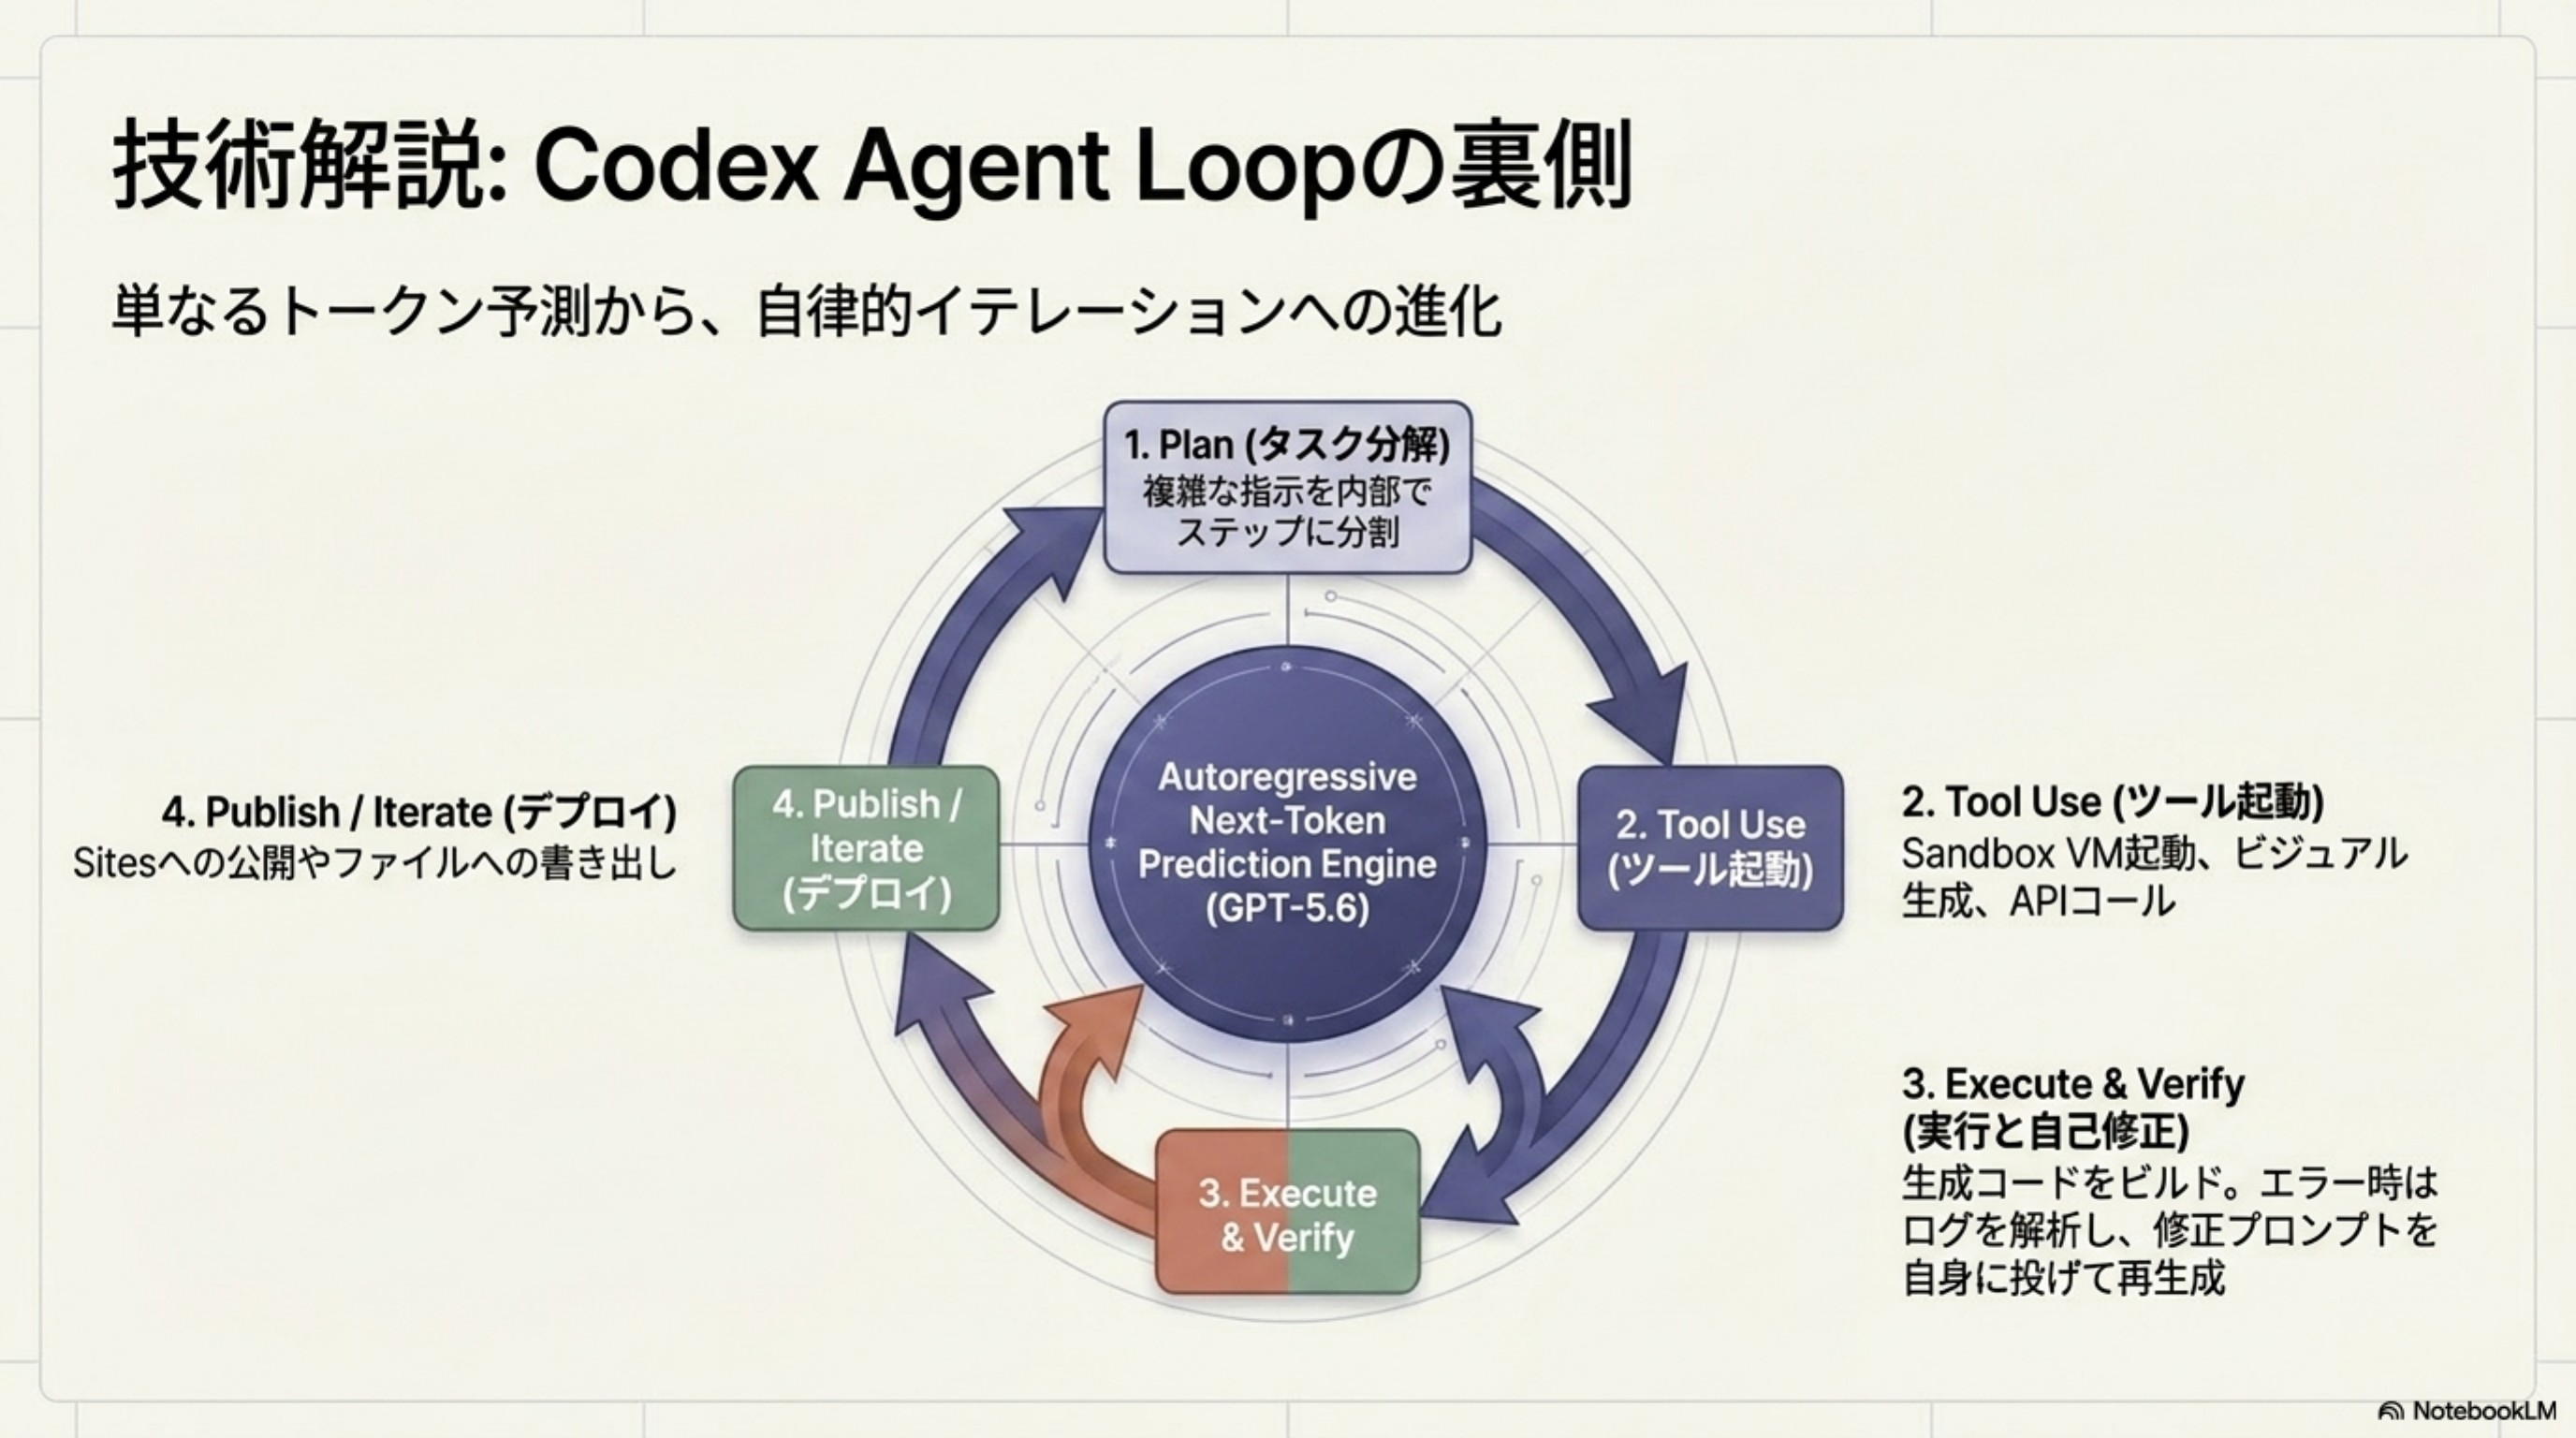 技術解説: Codex Agent Loopの裏側
単なるトークン予測から、自律的イテレーションへの進化
1. Plan (タスク分解)
複雑な指示を内部で
ステップに分割
Autoregressive
Next-Token
Prediction Engine
(GPT-5.6)
2. Tool Use
(ツール起動)
2. Tool Use (ツール起動)
Sandbox VM起動、ビジュアル
生成、APIコール
3. Execute
& Verify
3. Execute & Verify
(実行と自己修正)
生成コードをビルド。エラー時は
ログを解析し、修正プロンプトを
自身に投げて再生成
4. Publish /
Iterate
(デプロイ)
4. Publish / Iterate (デプロイ)
Sitesへの公開やファイルへの書き出し
NotebookLM